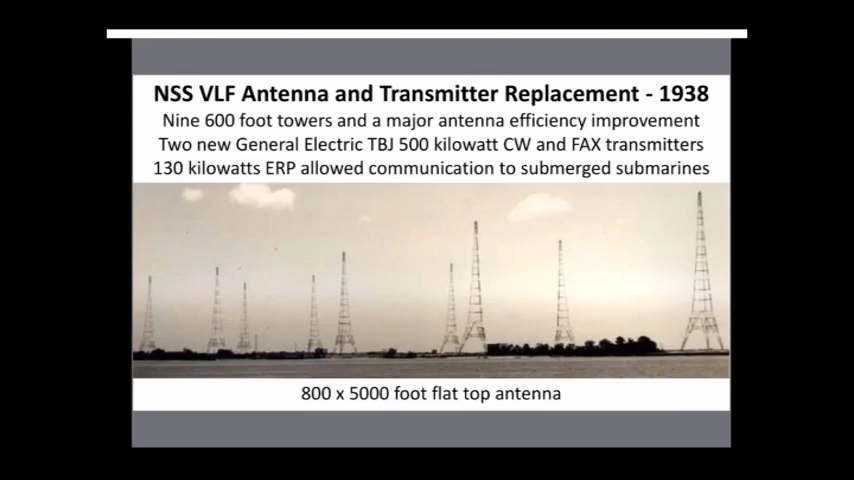 NSS VLF Antenna and Transmitter Replacement - 1938
Nine 600 foot towers and a major antenna efficiency improvement
Two new General Electric TBJ 500 kilowatt CW and FAX transmitters
130 kilowatts ERP allowed communication to submerged submarines
800 x 5000 foot flat top antenna